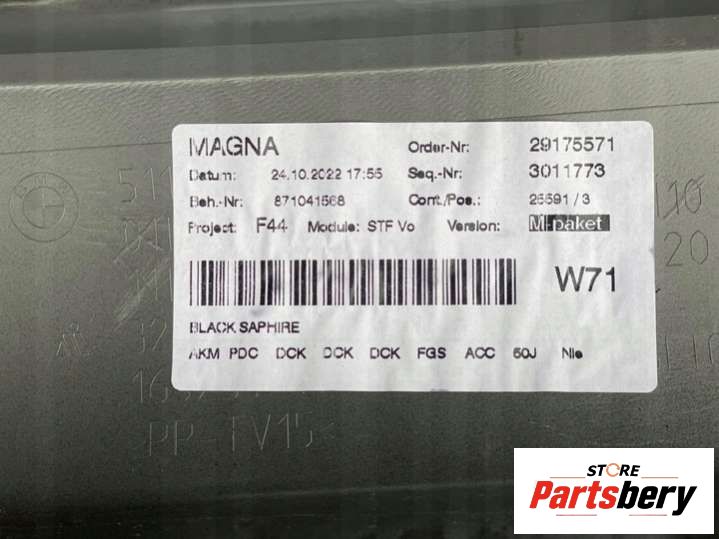 MAGNA Order-Nr: 29175571
Datum: 24.10.2022 17:55 Seq.-Nr: 3011773
Beh.-Nr: 871041568 Cont./Pos.: 25591 / 3
Project: F44 Module: STF Vo Version: M-paket
W71
BLACK SAPHIRE
AKM PDC DCK DCK DCK FGS ACC 50J Nie
PP-TV15
STORE
Partsbery